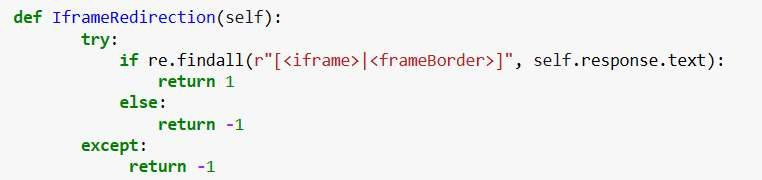 def IframeRedirection(self):
        try:
            if re.findall(r"[<iframe>|<frameBorder>]", self.response.text):
                return 1
            else:
                return -1
        except:
             return -1